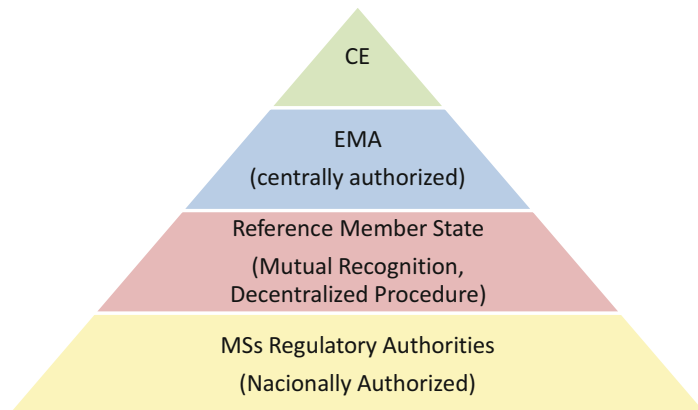 CE
EMA
(centrally authorized)
Reference Member State
(Mutual Recognition,
Decentralized Procedure)
MSs Regulatory Authorities
(Nacionally Authorized)